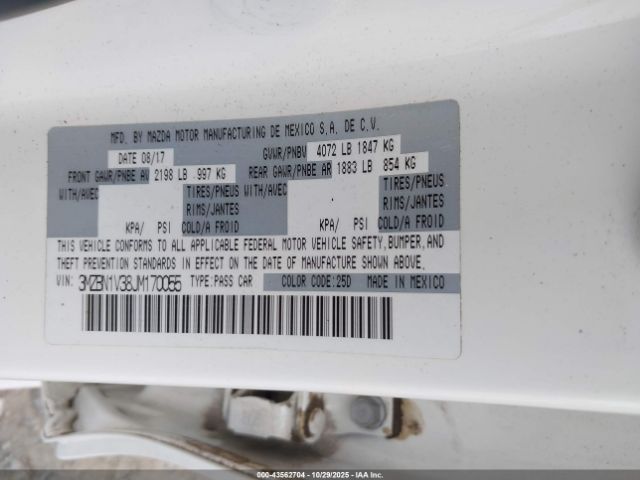 MFD. BY MAZDA MOTOR MANUFACTURING DE MEXICO S.A. DE C.V.
DATE 08/17 GVWR/PNBV 4072 LB 1847 KG
FRONT GAWR/PNBE AV 2198 LB 997 KG REAR GAWR/PNBE AR 1883 LB 854 KG
WITH/AVEC TIRES/PNEUS WITH/AVEC TIRES/PNEUS
RIMS/JANTES RIMS/JANTES
KPA/ PSI COLD/A FROID KPA/ PSI COLD/A FROID
THIS VEHICLE CONFORMS TO ALL APPLICABLE FEDERAL MOTOR VEHICLE SAFETY, BUMPER, AND
THEFT PREVENTION STANDARDS IN EFFECT ON THE DATE OF MANUFACTURE SHOWN ABOVE.
VIN: 3MZBN1V38JM170055 TYPE:PASS CAR COLOR CODE:25D MADE IN MEXICO
000-43562704 - 10/29/2025 - IAAI.com